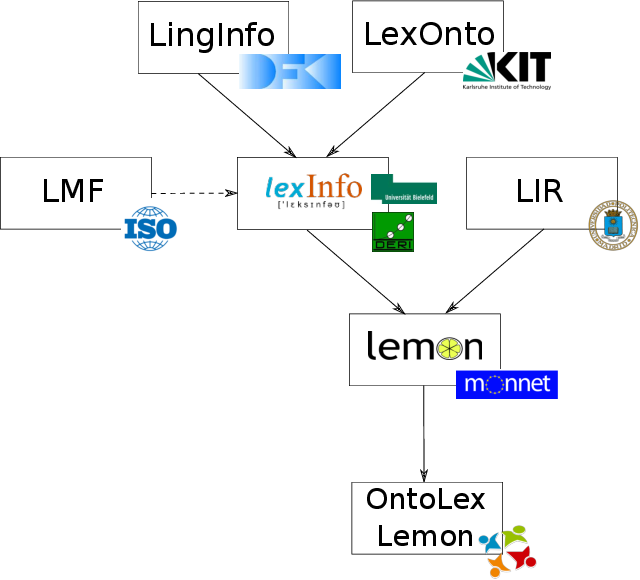 LingInfo
LexOnto
DFKI
KIT
Karlsruhe Institute of Technology
LMF
lexInfo
['lɛksɪnfəʊ]
LIR
Universität Bielefeld
ISO
DERI
lemon
monnet
OntoLex
Lemon